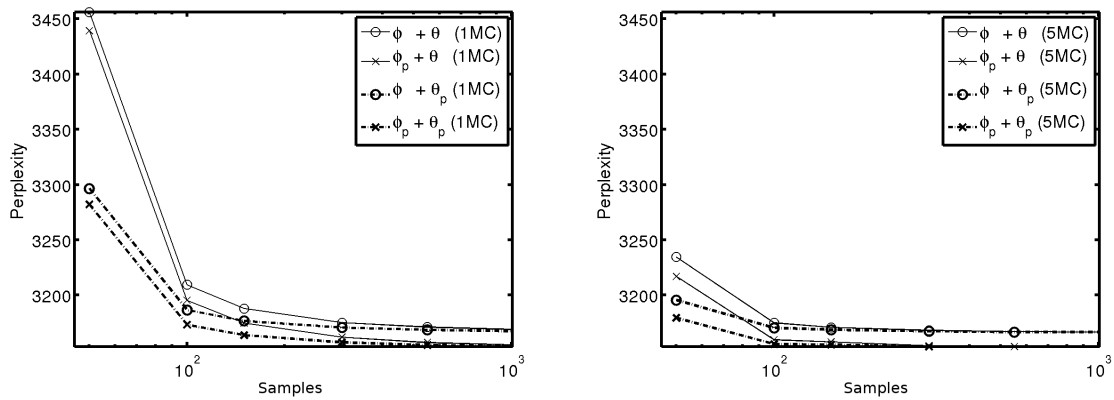 3450
3400
3350
3300
3250
3200
Perplexity
10^2
10^3
Samples
ϕ + θ (1MC)
ϕ_p + θ (1MC)
ϕ + θ_p (1MC)
ϕ_p + θ_p (1MC)
3450
3400
3350
3300
3250
3200
Perplexity
10^2
10^3
Samples
ϕ + θ (5MC)
ϕ_p + θ (5MC)
ϕ + θ_p (5MC)
ϕ_p + θ_p (5MC)